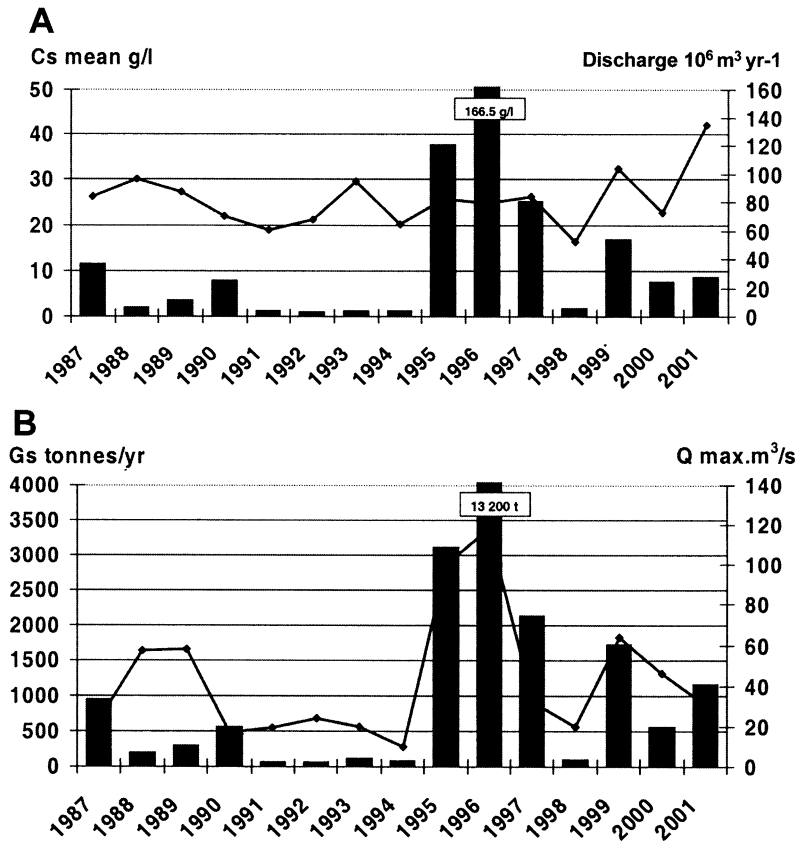 A
Cs mean g/l Discharge 10⁶ m³ yr-1
50 160
140
40 120
30 100
80
20 60
10 40
20
0 0
166.5 g/l
1987 1988 1989 1990 1991 1992 1993 1994 1995 1996 1997 1998 1999 2000 2001
B
Gs tonnes/yr Q max.m³/s
4000 140
3500 120
3000 100
2500
2000 80
1500 60
1000 40
500 20
0 0
13 200 t
1987 1988 1989 1990 1991 1992 1993 1994 1995 1996 1997 1998 1999 2000 2001